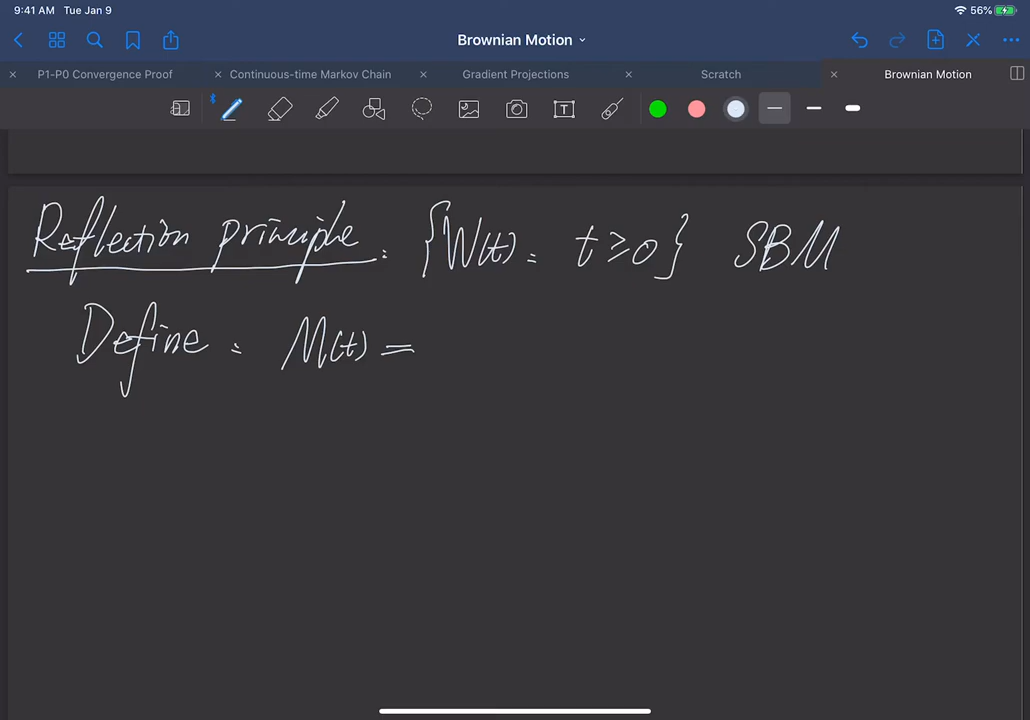 9:41 AM Tue Jan 9
56%
Brownian Motion
P1-P0 Convergence Proof
Continuous-time Markov Chain
Gradient Projections
Scratch
Brownian Motion
Reflection principle: {W(t): t ≥ 0} SBM
Define: M(t) =